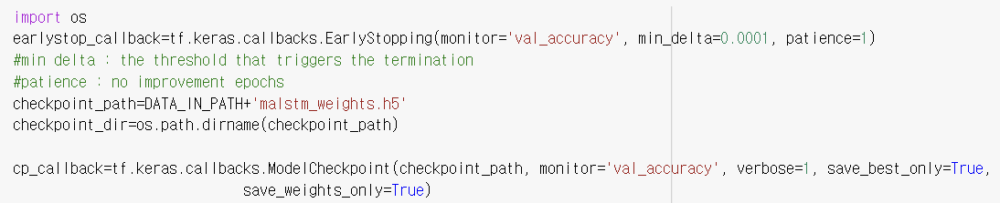 import os
earlystop_callback=tf.keras.callbacks.EarlyStopping(monitor='val_accuracy', min_delta=0.0001, patience=1)
#min delta : the threshold that triggers the termination
#patience : no improvement epochs
checkpoint_path=DATA_IN_PATH+'malstm_weights.h5'
checkpoint_dir=os.path.dirname(checkpoint_path)
cp_callback=tf.keras.callbacks.ModelCheckpoint(checkpoint_path, monitor='val_accuracy', verbose=1, save_best_only=True,
save_weights_only=True)